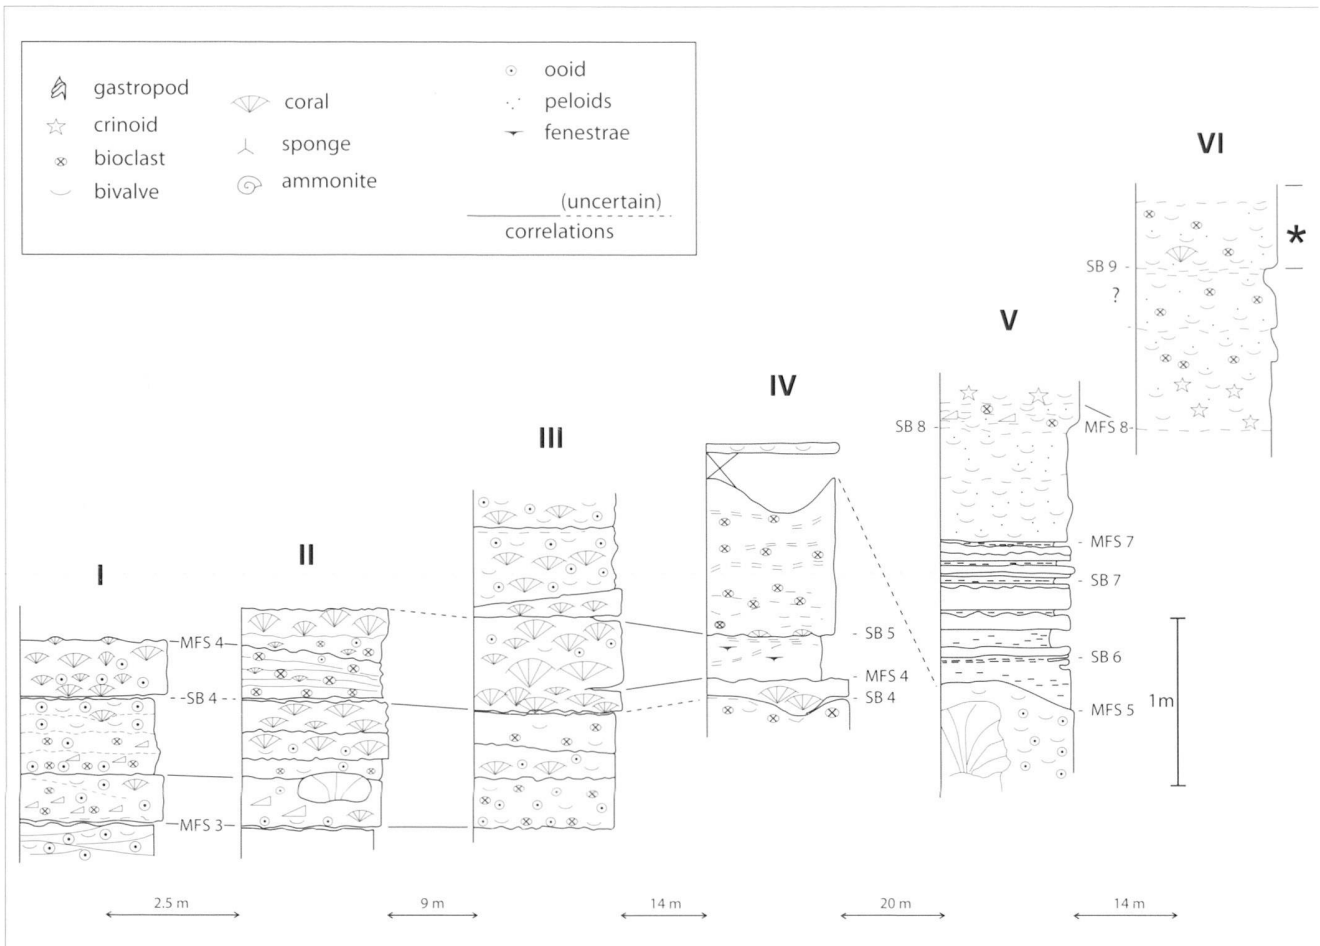 gastropod
crinoid
bioclast
bivalve
coral
sponge
ammonite
ooid
peloids
fenestrae
(uncertain)
correlations
VI
*
SB 9
?
V
SB 8
MFS 8
IV
III
MFS 7
SB 7
II
I
SB 5
MFS 4
SB 6
MFS 4
SB 4
SB 4
MFS 5
1m
MFS 3
2.5 m
9 m
14 m
20 m
14 m